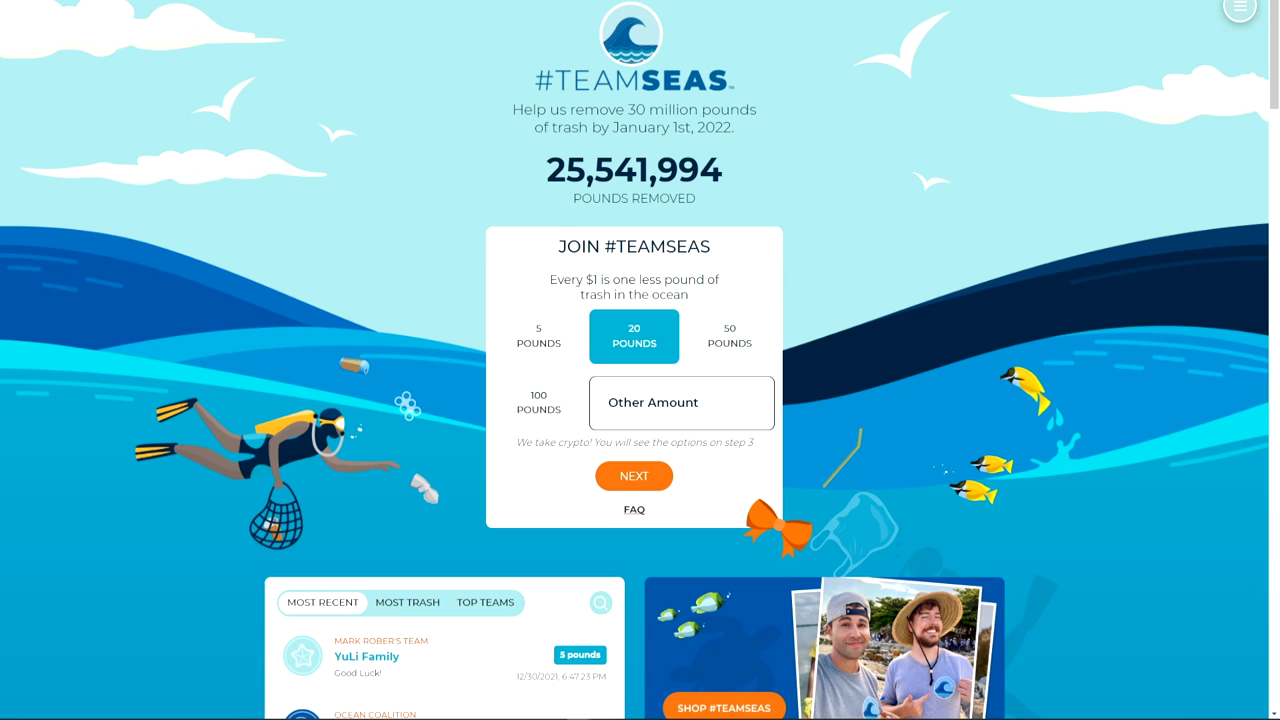 #TEAMSEAS™
Help us remove 30 million pounds
of trash by January 1st, 2022.
25,541,994
POUNDS REMOVED
JOIN #TEAMSEAS
Every $1 is one less pound of
trash in the ocean
5
POUNDS
20
POUNDS
50
POUNDS
100
POUNDS
Other Amount
We take crypto! You will see the options on step 3
NEXT
FAQ
MOST RECENT MOST TRASH TOP TEAMS
MARK ROBER'S TEAM
YuLi Family
5 pounds
Good Luck!
12/30/2021, 6:47:23 PM
OCEAN COALITION
SHOP #TEAMSEAS